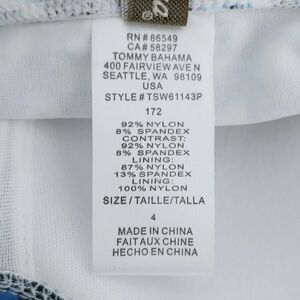 RN # 86549
CA # 58297
TOMMY BAHAMA
400 FAIRVIEW AVE N
SEATTLE, WA 98109
USA
STYLE # TSW61143P
172
92% NYLON
8% SPANDEX
CONTRAST:
92% NYLON
8% SPANDEX
LINING:
87% NYLON
13% SPANDEX
LINING:
100% NYLON
SIZE/TAILLE/TALLA
4
MADE IN CHINA
FAIT AUX CHINE
HECHO EN CHINA